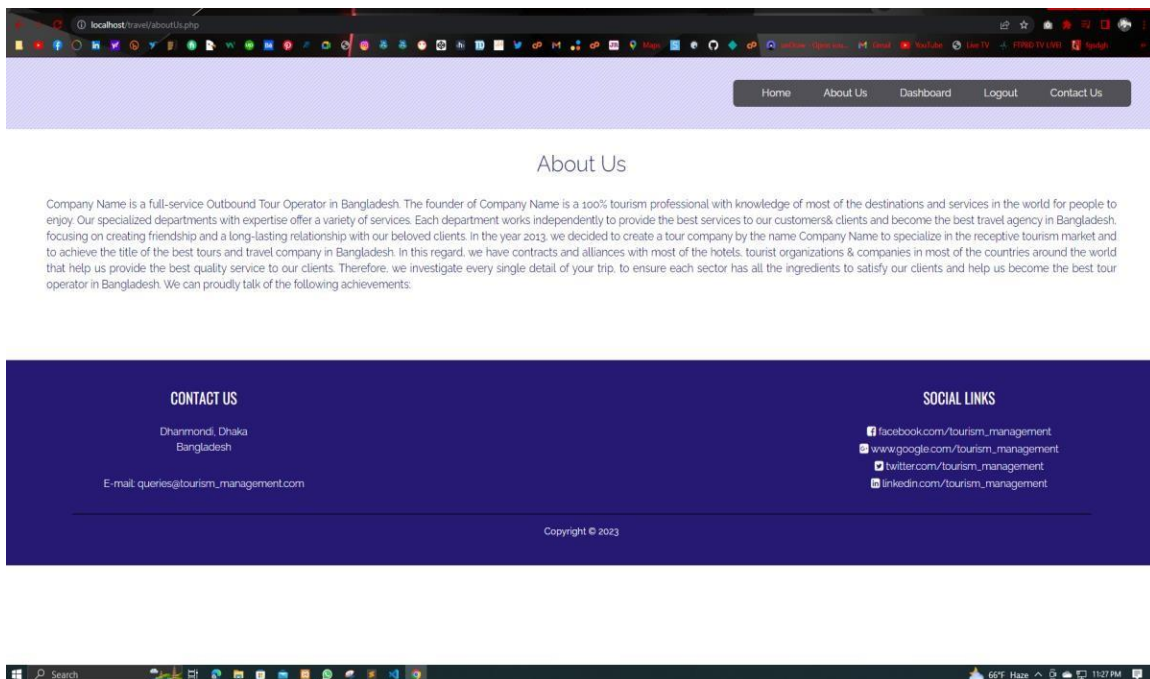 localhost/travel/aboutUs.php
Maps Gmail YouTube Live TV
Home About Us Dashboard Logout Contact Us
About Us
Company Name is a full-service Outbound Tour Operator in Bangladesh. The founder of Company Name is a 100% tourism professional with knowledge of most of the destinations and services in the world for people to
enjoy. Our specialized departments with expertise offer a variety of services. Each department works independently to provide the best services to our customers& clients and become the best travel agency in Bangladesh.
focusing on creating friendship and a long-lasting relationship with our beloved clients. In the year 2013, we decided to create a tour company by the name Company Name to specialize in the receptive tourism market and
to achieve the title of the best tours and travel company in Bangladesh. In this regard, we have contracts and alliances with most of the hotels, tourist organizations & companies in most of the countries around the world
that help us provide the best quality service to our clients. Therefore, we investigate every single detail of your trip, to ensure each sector has all the ingredients to satisfy our clients and help us become the best tour
operator in Bangladesh. We can proudly talk of the following achievements:
CONTACT US
Dhanmondi, Dhaka
Bangladesh
E-mail: queries@tourism_management.com
SOCIAL LINKS
facebook.com/tourism_management
www.google.com/tourism_management
twitter.com/tourism_management
linkedin.com/tourism_management
Copyright © 2023
Search
66°F Haze 11:27 PM